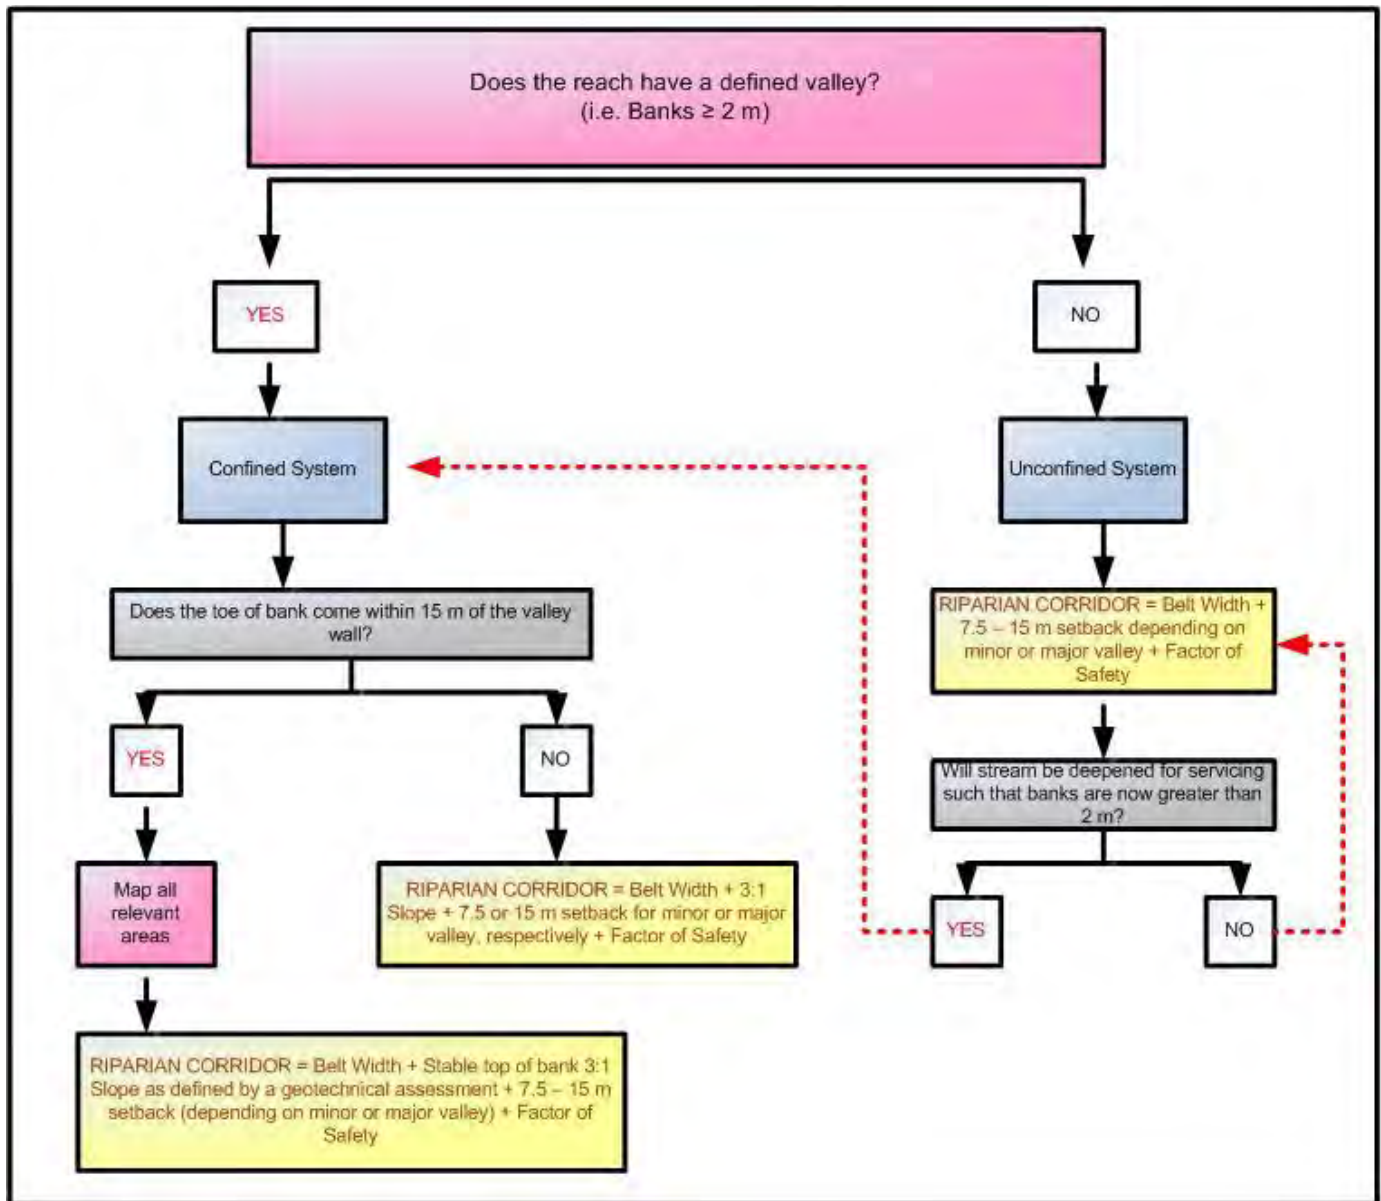 Does the reach have a defined valley?
(i.e. Banks ≥ 2 m)
YES
NO
Confined System
Unconfined System
Does the toe of bank come within 15 m of the valley
wall?
RIPARIAN CORRIDOR = Belt Width +
7.5 – 15 m setback depending on
minor or major valley + Factor of
Safety
YES
NO
Will stream be deepened for servicing
such that banks are now greater than
2 m?
Map all
relevant
areas
RIPARIAN CORRIDOR = Belt Width + 3:1
Slope + 7.5 or 15 m setback for minor or major
valley, respectively + Factor of Safety
YES
NO
RIPARIAN CORRIDOR = Belt Width + Stable top of bank 3:1
Slope as defined by a geotechnical assessment + 7.5 – 15 m
setback (depending on minor or major valley) + Factor of
Safety